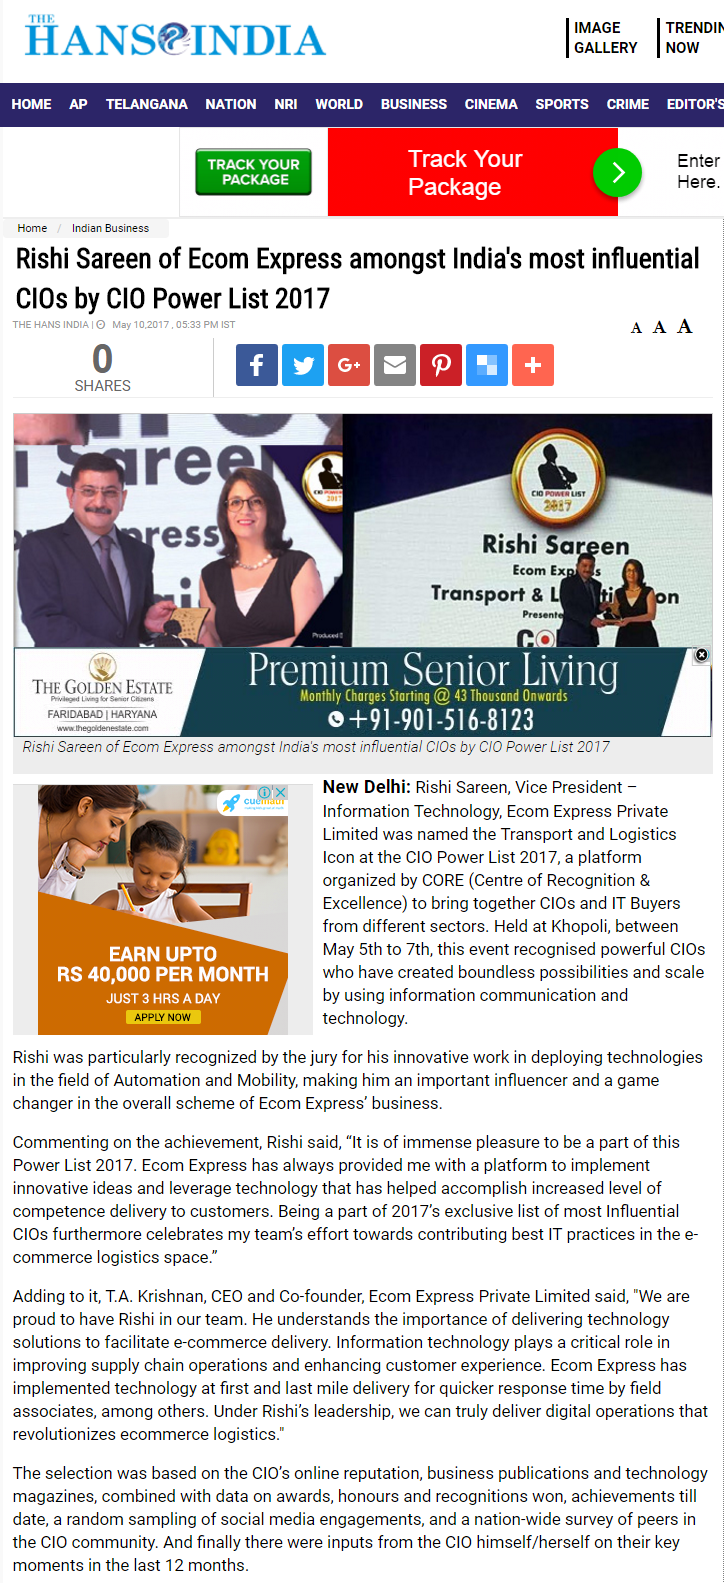 THE
HANS INDIA
IMAGE
GALLERY
TRENDIN
NOW
HOME AP TELANGANA NATION NRI WORLD BUSINESS CINEMA SPORTS CRIME EDITOR'S
TRACK YOUR
PACKAGE
Track Your
Package
Enter
Here.
Home / Indian Business
Rishi Sareen of Ecom Express amongst India's most influential
CIOs by CIO Power List 2017
THE HANS INDIA | May 10,2017 , 05:33 PM IST
A A A
0
SHARES
Saree
press
CIO POWER
2017
Produced
CIO POWER LIST
2017
Rishi Sareen
Ecom Exp s
Transport & L ti on
Presente
THE GOLDEN ESTATE
Privileged Living for Senior Citizens
FARIDABAD | HARYANA
www.thegoldenestate.com
Premium Senior Living
Monthly Charges Starting @ 43 Thousand Onwards
+91-901-516-8123
Rishi Sareen of Ecom Express amongst India's most influential CIOs by CIO Power List 2017
cuemath
EARN UPTO
RS 40,000 PER MONTH
JUST 3 HRS A DAY
APPLY NOW
New Delhi: Rishi Sareen, Vice President –
Information Technology, Ecom Express Private
Limited was named the Transport and Logistics
Icon at the CIO Power List 2017, a platform
organized by CORE (Centre of Recognition &
Excellence) to bring together CIOs and IT Buyers
from different sectors. Held at Khopoli, between
May 5th to 7th, this event recognised powerful CIOs
who have created boundless possibilities and scale
by using information communication and
technology.
Rishi was particularly recognized by the jury for his innovative work in deploying technologies
in the field of Automation and Mobility, making him an important influencer and a game
changer in the overall scheme of Ecom Express’ business.
Commenting on the achievement, Rishi said, “It is of immense pleasure to be a part of this
Power List 2017. Ecom Express has always provided me with a platform to implement
innovative ideas and leverage technology that has helped accomplish increased level of
competence delivery to customers. Being a part of 2017’s exclusive list of most Influential
CIOs furthermore celebrates my team’s effort towards contributing best IT practices in the e-
commerce logistics space.”
Adding to it, T.A. Krishnan, CEO and Co-founder, Ecom Express Private Limited said, "We are
proud to have Rishi in our team. He understands the importance of delivering technology
solutions to facilitate e-commerce delivery. Information technology plays a critical role in
improving supply chain operations and enhancing customer experience. Ecom Express has
implemented technology at first and last mile delivery for quicker response time by field
associates, among others. Under Rishi’s leadership, we can truly deliver digital operations that
revolutionizes ecommerce logistics."
The selection was based on the CIO’s online reputation, business publications and technology
magazines, combined with data on awards, honours and recognitions won, achievements till
date, a random sampling of social media engagements, and a nation-wide survey of peers in
the CIO community. And finally there were inputs from the CIO himself/herself on their key
moments in the last 12 months.